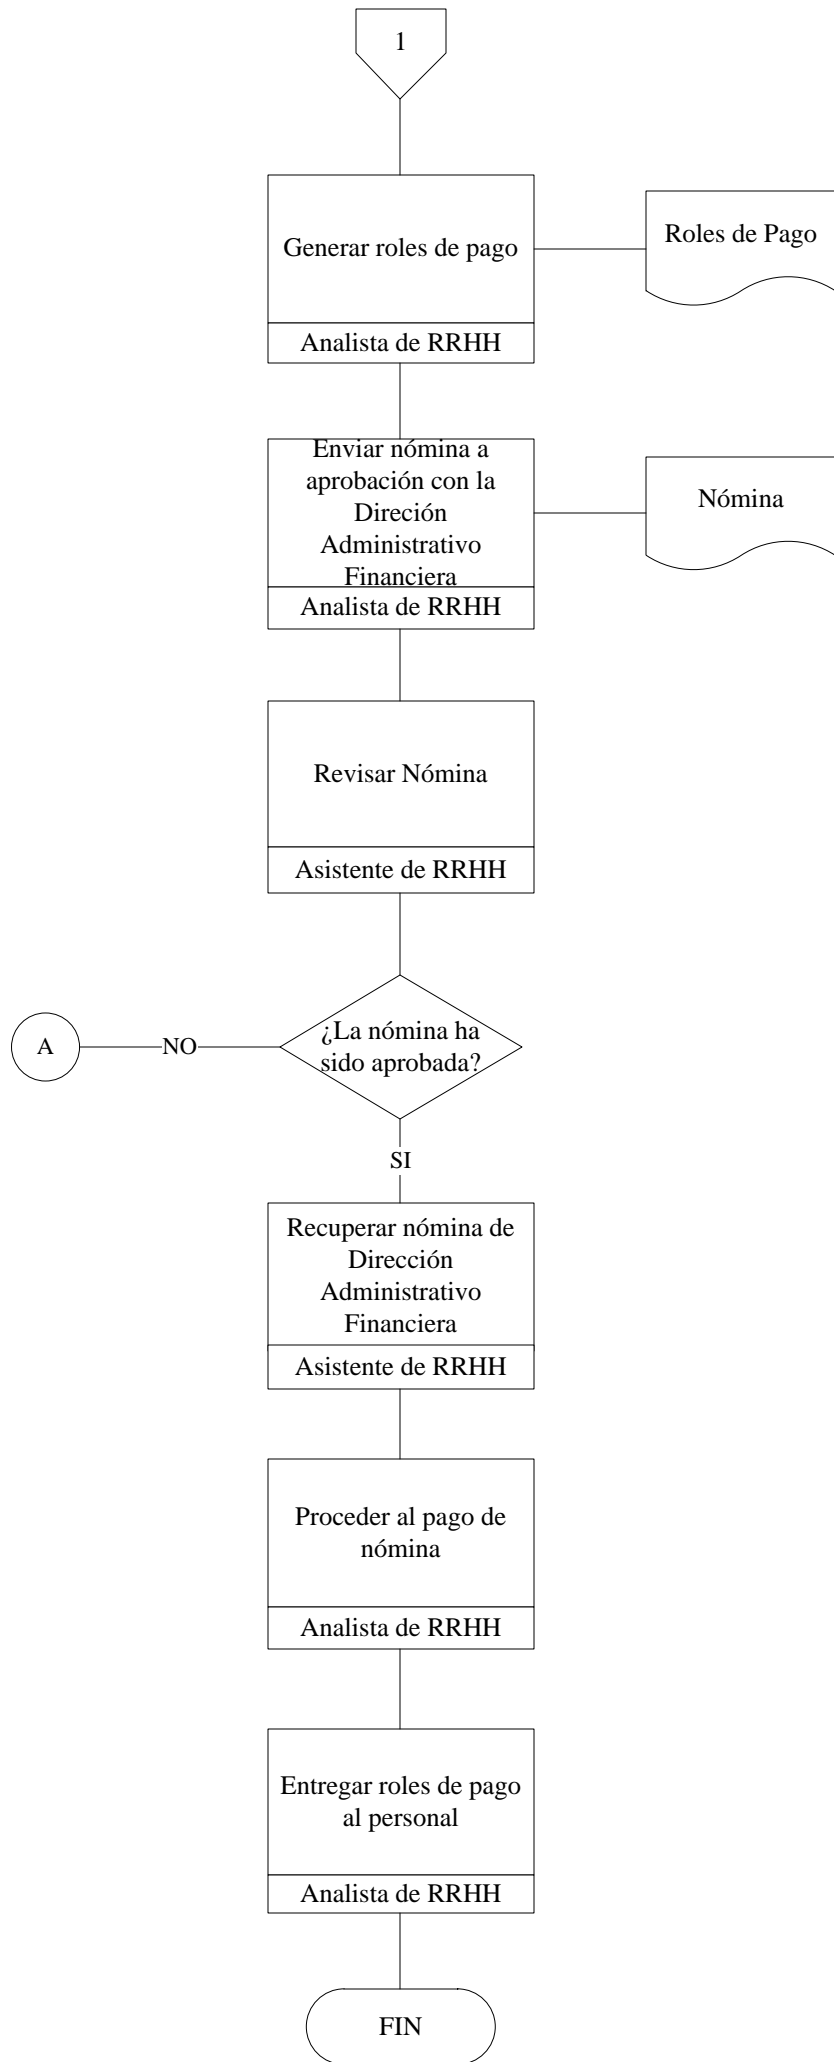 1
Generar roles de pago
Roles de Pago
Analista de RRHH
Enviar nómina a
aprobación con la
Direción
Administrativo
Financiera
Nómina
Analista de RRHH
Revisar Nómina
Asistente de RRHH
¿La nómina ha
sido aprobada?
A
NO
SI
Recuperar nómina de
Dirección
Administrativo
Financiera
Asistente de RRHH
Proceder al pago de
nómina
Analista de RRHH
Entregar roles de pago
al personal
Analista de RRHH
FIN